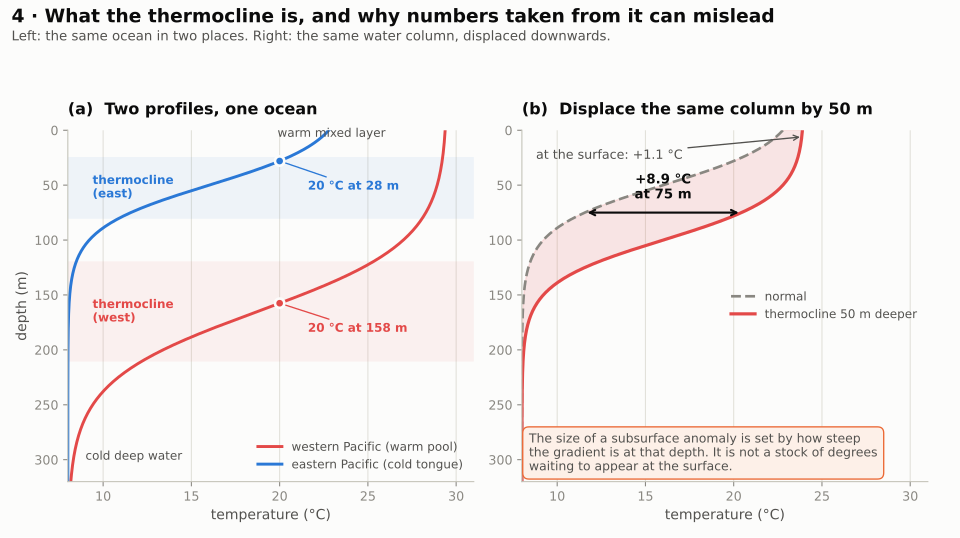 4 · What the thermocline is, and why numbers taken from it can mislead
Left: the same ocean in two places. Right: the same water column, displaced downwards.
(a) Two profiles, one ocean
warm mixed layer
thermocline
(east)
20 °C at 28 m
thermocline
(west)
20 °C at 158 m
cold deep water
western Pacific (warm pool)
eastern Pacific (cold tongue)
0
50
100
150
200
250
300
depth (m)
10
15
20
25
30
temperature (°C)
(b) Displace the same column by 50 m
at the surface: +1.1 °C
+8.9 °C
at 75 m
normal
thermocline 50 m deeper
The size of a subsurface anomaly is set by how steep
the gradient is at that depth. It is not a stock of degrees
waiting to appear at the surface.
0
50
100
150
200
250
300
10
15
20
25
30
temperature (°C)